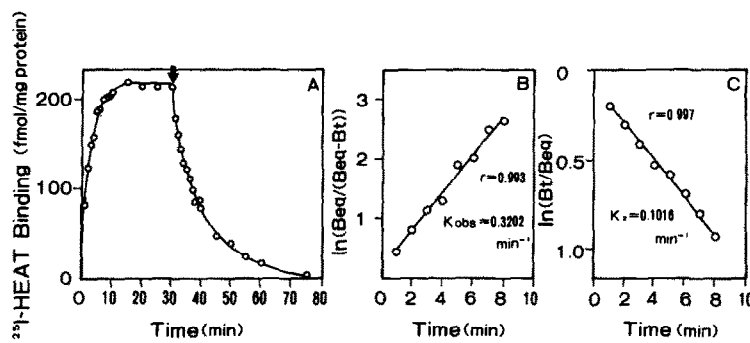 ²⁵I-HEAT Binding (fmol/mg protein)
200
100
0
A
0 10 20 30 40 50 60 70 80
Time (min)
ln(Beq/(Beq-Bt))
3
2
1
B
r=0.993
Kobs=0.3202
min⁻¹
0 2 4 6 8 10
Time (min)
ln(Bt/Beq)
0
0.5
1.0
C
r=0.997
K₂=0.1016
min⁻¹
0 2 4 6 8 10
Time (min)